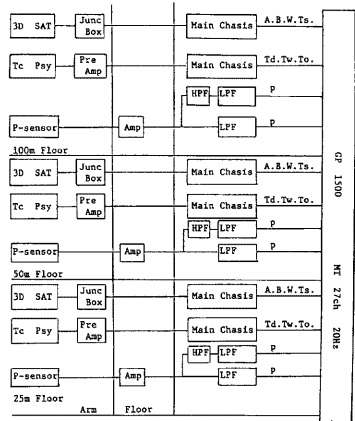 3D SAT Junc Box Main Chasis A.B.W.Ts.
Tc Psy Pre Amp Main Chasis Td.Tw.To.
HPF LPF P
P-sensor Amp LPF P
100m Floor
3D SAT Junc Box Main Chasis A.B.W.Ts.
Tc Psy Pre Amp Main Chasis Td.Tw.To.
HPF LPF P
P-sensor Amp LPF P
50m Floor
3D SAT Junc Box Main Chasis A.B.W.Ts.
Tc Psy Pre Amp Main Chasis Td.Tw.To.
HPF LPF P
P-sensor Amp LPF P
25m Floor
Arm Floor
GP 1500 MT 27ch 20Hz